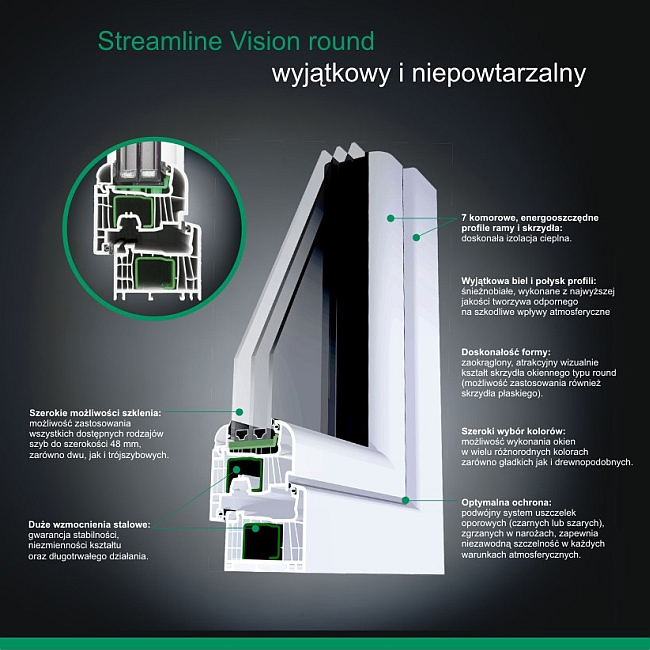 Streamline Vision round
wyjątkowy i niepowtarzalny
7 komorowe, energooszczędne
profile ramy i skrzydła:
doskonała izolacja cieplna.
Wyjątkowa biel i połysk profili:
śnieżnobiałe, wykonane z najwyższej
jakości tworzywa odpornego
na szkodliwe wpływy atmosferyczne
Doskonałość formy:
zaokrąglony, atrakcyjny wizualnie
kształt skrzydła okiennego typu round
(możliwość zastosowania również
skrzydła płaskiego).
Szerokie możliwości szklenia:
możliwość zastosowania
wszystkich dostępnych rodzajów
szyb do szerokości 48 mm,
zarówno dwu, jak i trójszybowych.
Szeroki wybór kolorów:
możliwość wykonania okien
w wielu różnorodnych kolorach
zarówno gładkich jak i drewnopodobnych.
Optymalna ochrona:
podwójny system uszczelek
oporowych (czarnych lub szarych),
zgrzanych w narożach, zapewnia
niezawodną szczelność w każdych
warunkach atmosferycznych.
Duże wzmocnienia stalowe:
gwarancja stabilności,
niezmienności kształtu
oraz długotrwałego działania.